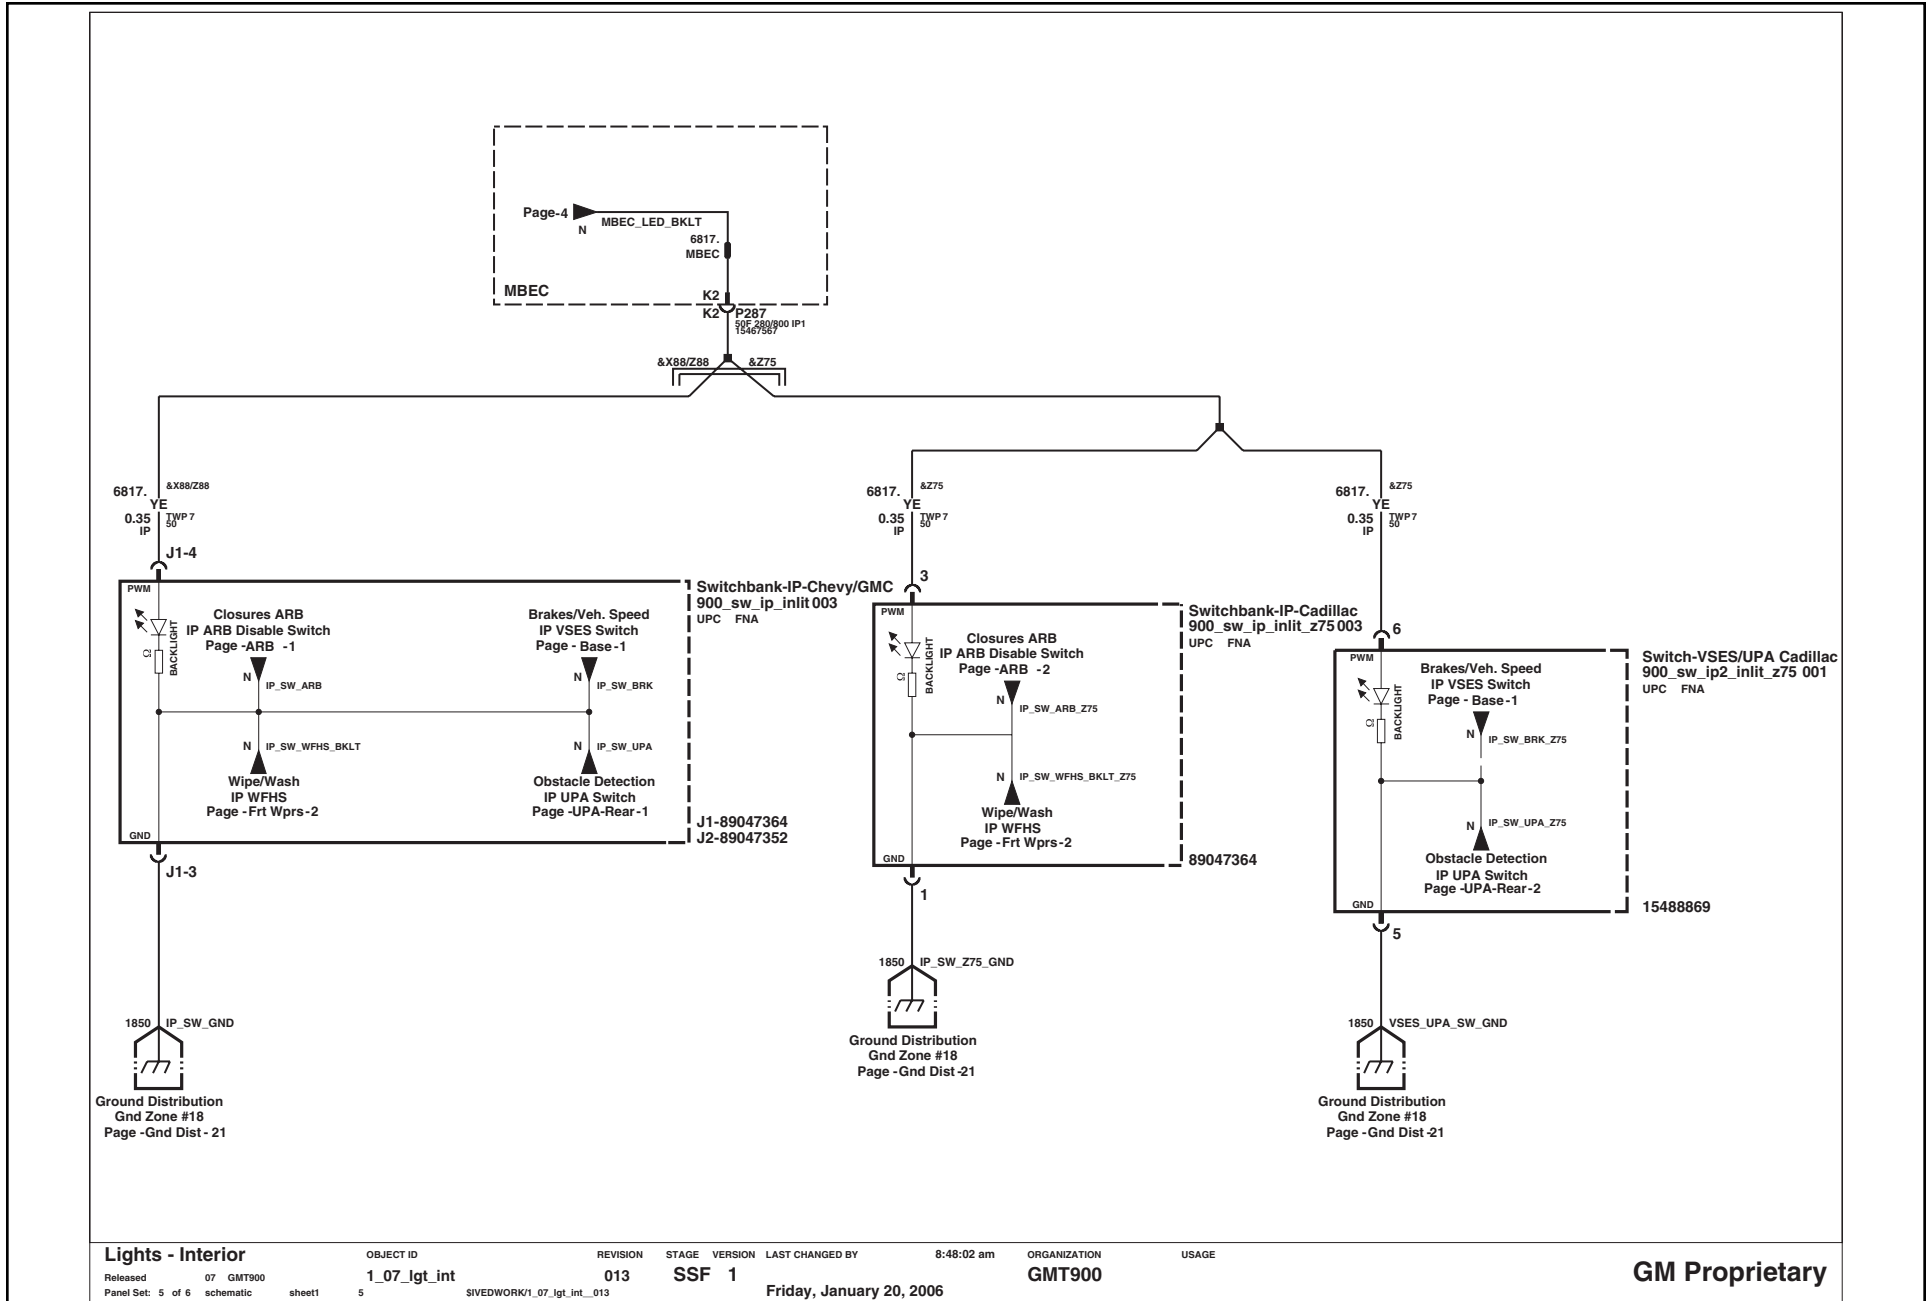 Page-4
N
MBEC_LED_BKLT
6817.
MBEC
MBEC
K2
K2
P287
50F 280/800 IP1
15467567
&X88/Z88
&Z75
6817.
&X88/Z88
YE
0.35
TWP 7
50
IP
J1-4
6817.
&Z75
YE
0.35
TWP 7
50
IP
3
6817.
&Z75
YE
0.35
TWP 7
50
IP
6
PWM
BACKLIGHT
Ω
Closures ARB
IP ARB Disable Switch
Page -ARB -1
N
IP_SW_ARB
Brakes/Veh. Speed
IP VSES Switch
Page - Base-1
N
IP_SW_BRK
N
IP_SW_WFHS_BKLT
Wipe/Wash
IP WFHS
Page -Frt Wprs-2
N
IP_SW_UPA
Obstacle Detection
IP UPA Switch
Page -UPA-Rear-1
GND
Switchbank-IP-Chevy/GMC
900_sw_ip_inlit 003
UPC FNA
J1-89047364
J2-89047352
J1-3
PWM
BACKLIGHT
Ω
Closures ARB
IP ARB Disable Switch
Page -ARB -2
N
IP_SW_ARB_Z75
N
IP_SW_WFHS_BKLT_Z75
Wipe/Wash
IP WFHS
Page -Frt Wprs-2
GND
Switchbank-IP-Cadillac
900_sw_ip_inlit_z75 003
UPC FNA
89047364
1
PWM
BACKLIGHT
Ω
Brakes/Veh. Speed
IP VSES Switch
Page - Base-1
N
IP_SW_BRK_Z75
N
IP_SW_UPA_Z75
Obstacle Detection
IP UPA Switch
Page -UPA-Rear-2
GND
Switch-VSES/UPA Cadillac
900_sw_ip2_inlit_z75 001
UPC FNA
15488869
5
1850 IP_SW_GND
Ground Distribution
Gnd Zone #18
Page -Gnd Dist - 21
1850 IP_SW_Z75_GND
Ground Distribution
Gnd Zone #18
Page -Gnd Dist -21
1850 VSES_UPA_SW_GND
Ground Distribution
Gnd Zone #18
Page -Gnd Dist -21
Lights - Interior OBJECT ID REVISION STAGE VERSION LAST CHANGED BY 8:48:02 am ORGANIZATION USAGE
Released 07 GMT900 1_07_lgt_int 013 SSF 1 GMT900 GM Proprietary
Panel Set: 5 of 6 schematic sheet1 5 $IVEDWORK/1_07_lgt_int__013 Friday, January 20, 2006